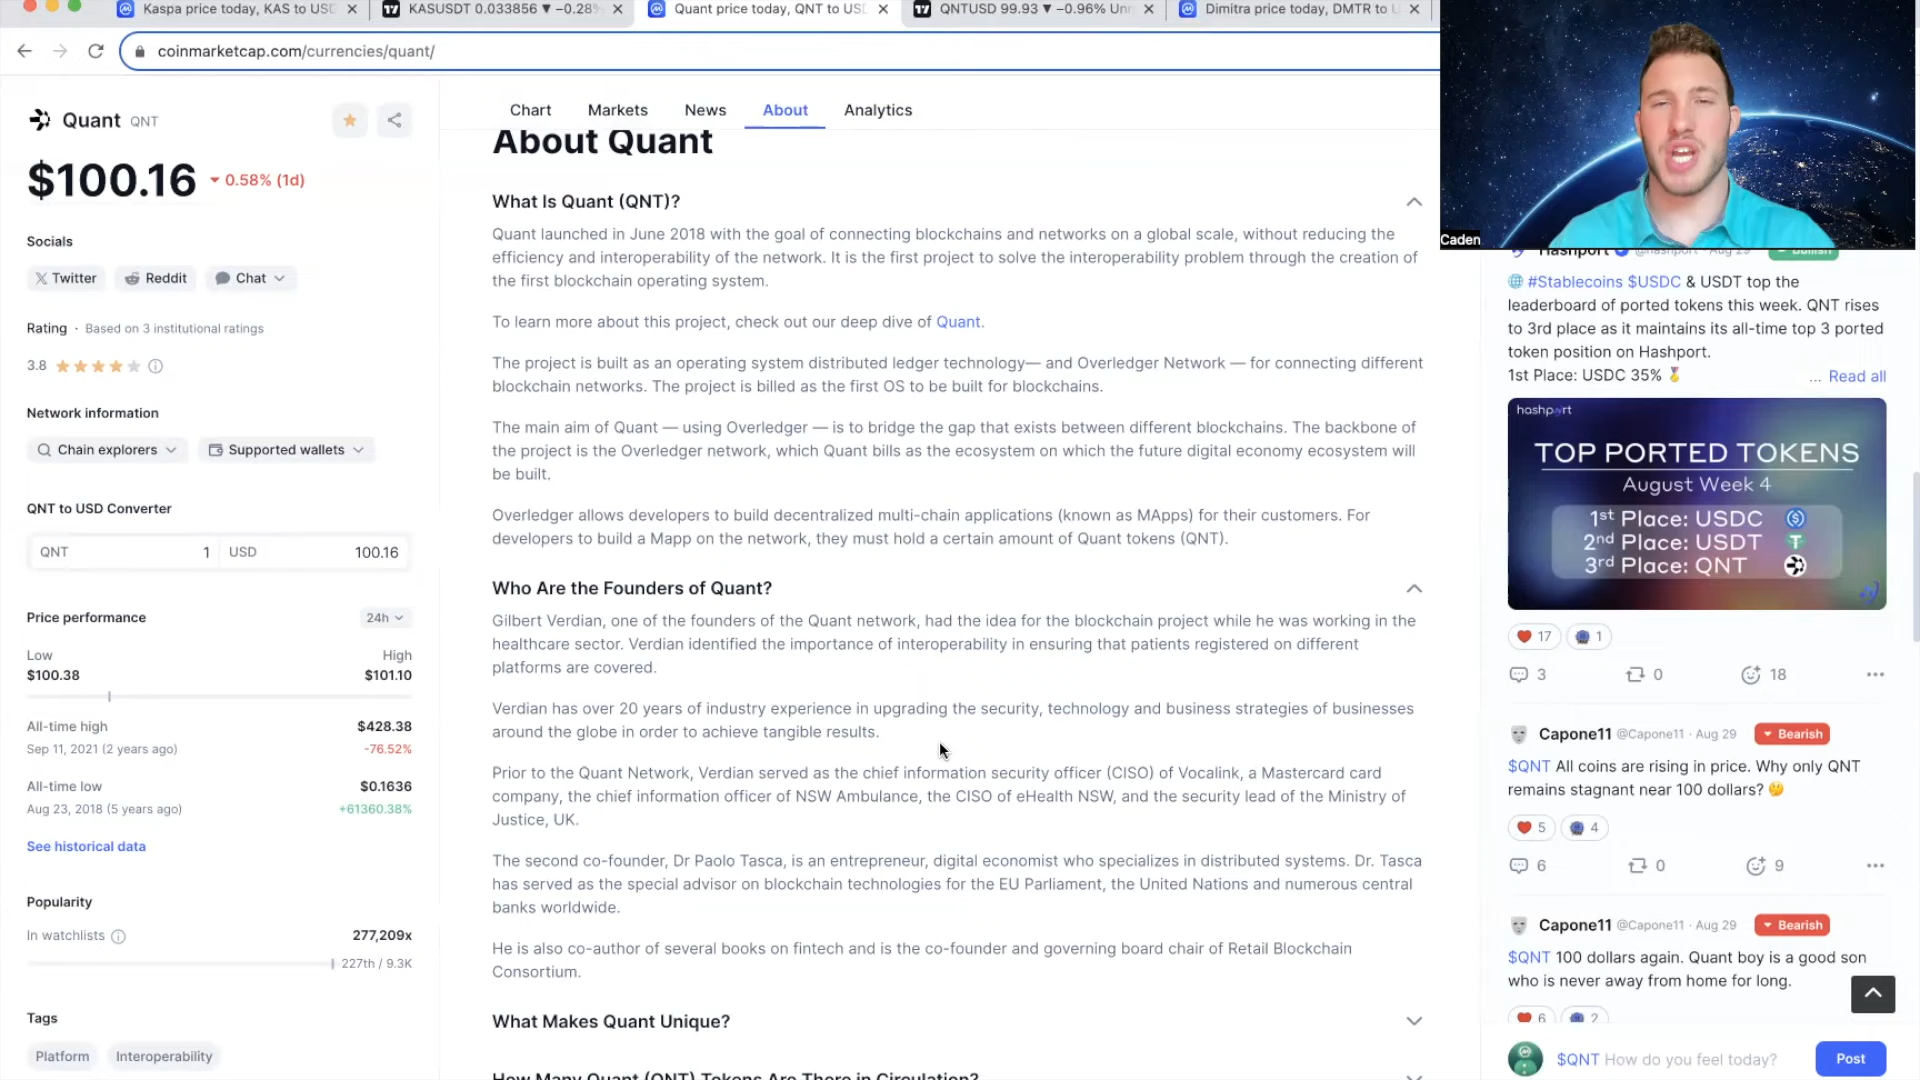 Kaspa price today, KAS to USD
KASUSDT 0.033856 ▼ −0.28%
Quant price today, QNT to USD
QNTUSD 99.93 ▼ −0.96% Un
Dimitra price today, DMTR to U
coinmarketcap.com/currencies/quant/
Quant QNT
$100.16 0.58% (1d)
Socials
Twitter Reddit Chat
Rating · Based on 3 institutional ratings
3.8
Network information
Chain explorers Supported wallets
QNT to USD Converter
QNT 1 USD 100.16
Price performance 24h
Low High
$100.38 $101.10
All-time high $428.38
Sep 11, 2021 (2 years ago) -76.52%
All-time low $0.1636
Aug 23, 2018 (5 years ago) +61360.38%
See historical data
Popularity
In watchlists 277,209x
227th / 9.3K
Tags
Platform Interoperability
Chart Markets News About Analytics
About Quant
What Is Quant (QNT)?
Quant launched in June 2018 with the goal of connecting blockchains and networks on a global scale, without reducing the
efficiency and interoperability of the network. It is the first project to solve the interoperability problem through the creation of
the first blockchain operating system.
To learn more about this project, check out our deep dive of Quant.
The project is built as an operating system distributed ledger technology— and Overledger Network — for connecting different
blockchain networks. The project is billed as the first OS to be built for blockchains.
The main aim of Quant — using Overledger — is to bridge the gap that exists between different blockchains. The backbone of
the project is the Overledger network, which Quant bills as the ecosystem on which the future digital economy ecosystem will
be built.
Overledger allows developers to build decentralized multi-chain applications (known as MApps) for their customers. For
developers to build a Mapp on the network, they must hold a certain amount of Quant tokens (QNT).
Who Are the Founders of Quant?
Gilbert Verdian, one of the founders of the Quant network, had the idea for the blockchain project while he was working in the
healthcare sector. Verdian identified the importance of interoperability in ensuring that patients registered on different
platforms are covered.
Verdian has over 20 years of industry experience in upgrading the security, technology and business strategies of businesses
around the globe in order to achieve tangible results.
Prior to the Quant Network, Verdian served as the chief information security officer (CISO) of Vocalink, a Mastercard card
company, the chief information officer of NSW Ambulance, the CISO of eHealth NSW, and the security lead of the Ministry of
Justice, UK.
The second co-founder, Dr Paolo Tasca, is an entrepreneur, digital economist who specializes in distributed systems. Dr. Tasca
has served as the special advisor on blockchain technologies for the EU Parliament, the United Nations and numerous central
banks worldwide.
He is also co-author of several books on fintech and is the co-founder and governing board chair of Retail Blockchain
Consortium.
What Makes Quant Unique?
How Many Quant (QNT) Tokens Are There in Circulation?
Caden
Hashport @hashport · Aug 29 Bullish
#Stablecoins $USDC & USDT top the
leaderboard of ported tokens this week. QNT rises
to 3rd place as it maintains its all-time top 3 ported
token position on Hashport.
1st Place: USDC 35% 🥇 ... Read all
hashport
TOP PORTED TOKENS
August Week 4
1st Place: USDC
2nd Place: USDT
3rd Place: QNT
17 1
3 0 18
Capone11 @Capone11 · Aug 29 Bearish
$QNT All coins are rising in price. Why only QNT
remains stagnant near 100 dollars? 🤔
5 4
6 0 9
Capone11 @Capone11 · Aug 29 Bearish
$QNT 100 dollars again. Quant boy is a good son
who is never away from home for long.
6 2
$QNT How do you feel today? Post